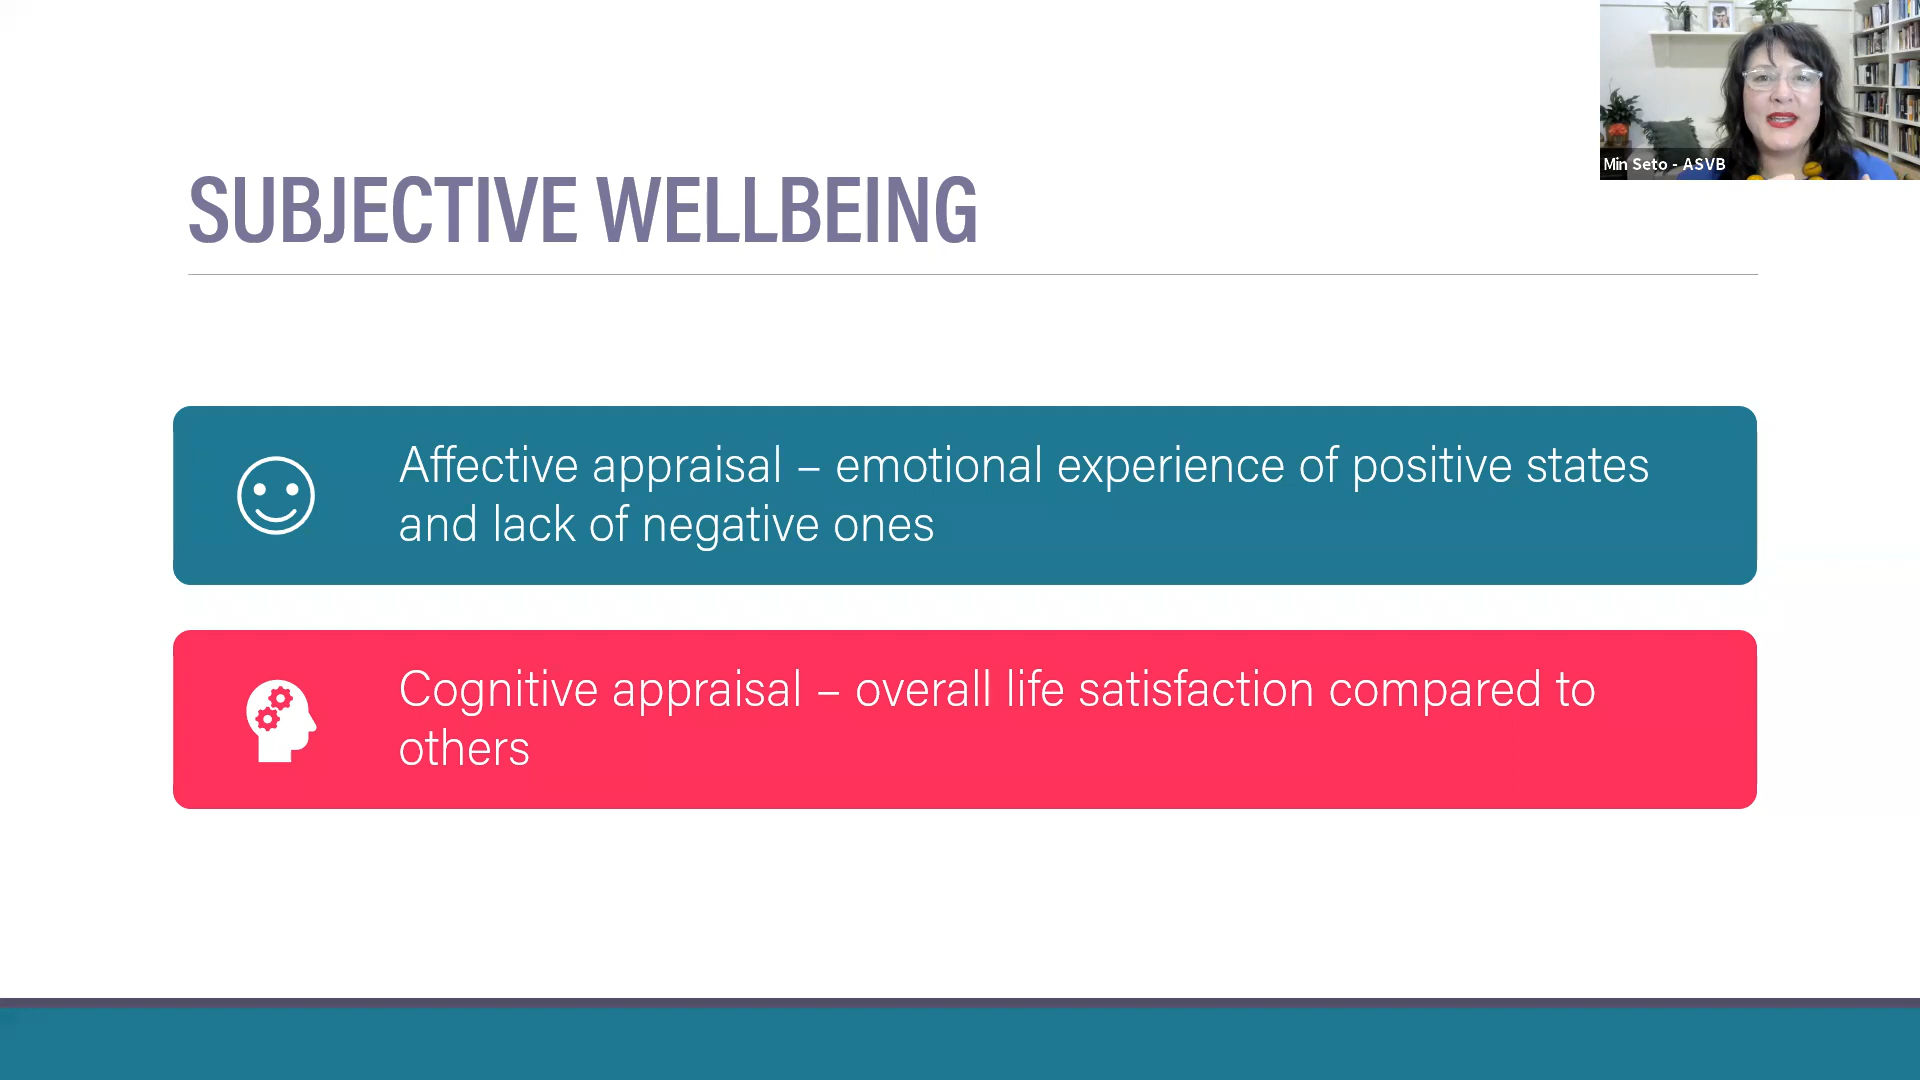 Min Seto - ASVB
SUBJECTIVE WELLBEING
Affective appraisal – emotional experience of positive states
and lack of negative ones
Cognitive appraisal – overall life satisfaction compared to
others